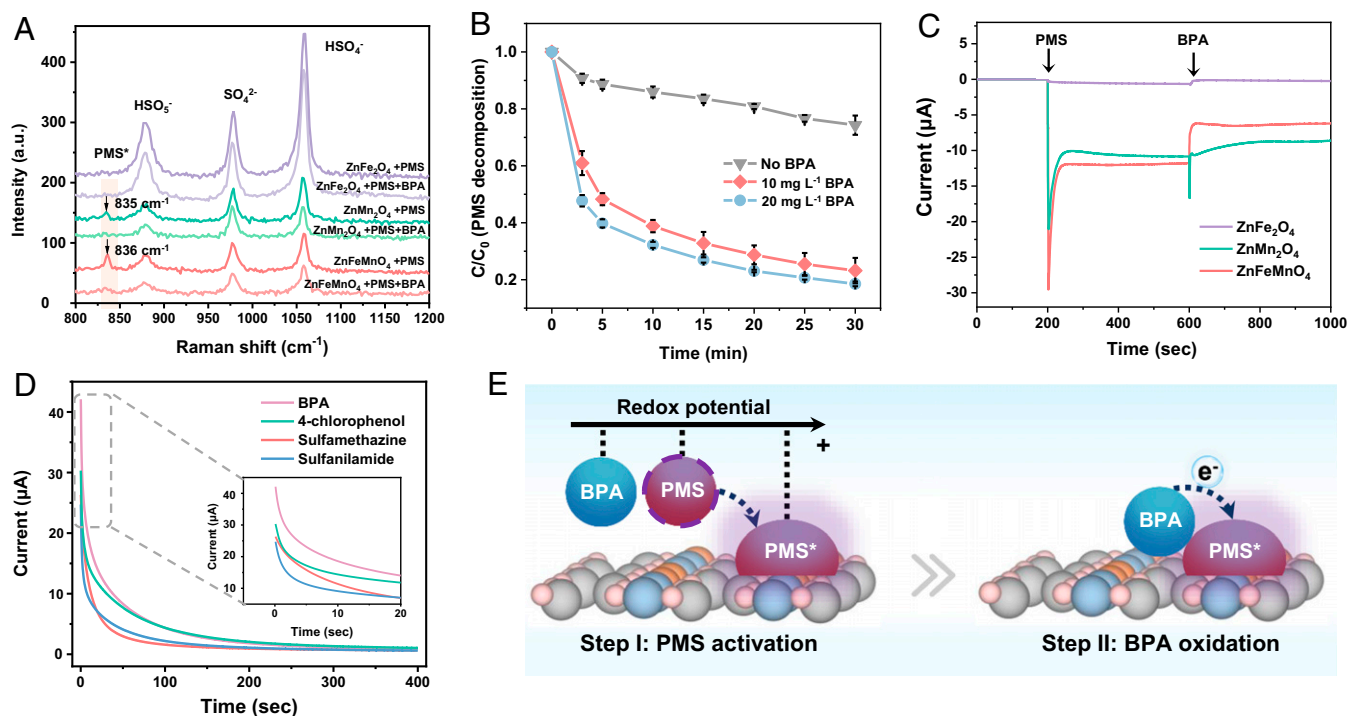 A
450
400
300
200
100
0
Intensity (a.u.)
HSO₄⁻
HSO₅⁻
SO₄²⁻
PMS*
ZnFe₂O₄ +PMS
ZnFe₂O₄ +PMS+BPA
835 cm⁻¹
ZnMn₂O₄ +PMS
ZnMn₂O₄ +PMS+BPA
836 cm⁻¹
ZnFeMnO₄ +PMS
ZnFeMnO₄ +PMS+BPA
800 850 900 950 1000 1050 1100 1150 1200
Raman shift (cm⁻¹)
B
C/C₀ (PMS decomposition)
1.0
0.8
0.6
0.4
0.2
No BPA
10 mg L⁻¹ BPA
20 mg L⁻¹ BPA
0 5 10 15 20 25 30
Time (min)
C
Current (µA)
5
0
-5
-10
-15
-20
-25
-30
PMS
BPA
ZnFe₂O₄
ZnMn₂O₄
ZnFeMnO₄
0 200 400 600 800 1000
Time (sec)
D
Current (µA)
40
30
20
10
0
BPA
4-chlorophenol
Sulfamethazine
Sulfanilamide
Current (µA)
40
30
20
10
0 10 20
Time (sec)
0 100 200 300 400
Time (sec)
E
Redox potential
+
BPA
PMS
PMS*
Step I: PMS activation
e⁻
BPA
PMS*
Step II: BPA oxidation